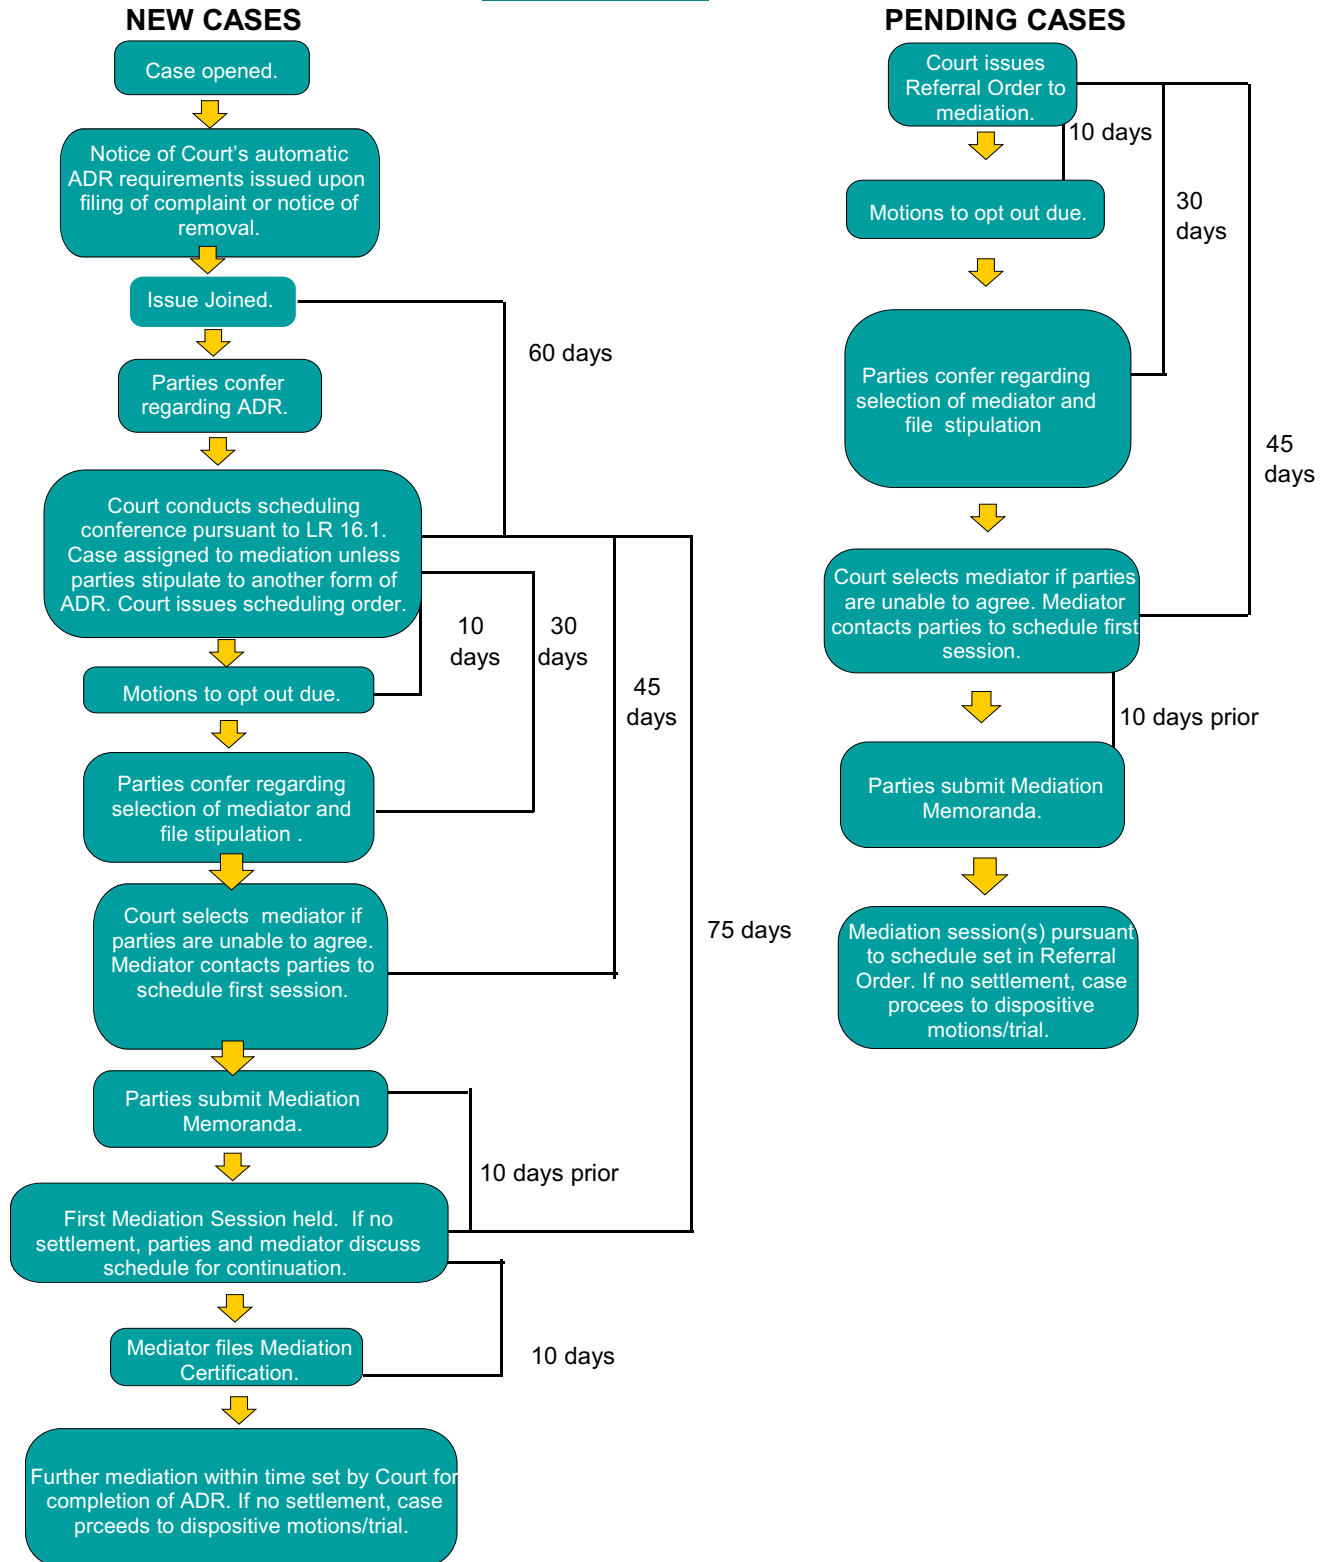 NEW CASES
Case opened.
Notice of Court's automatic
ADR requirements issued upon
filing of complaint or notice of
removal.
Issue Joined.
60 days
Parties confer
regarding ADR.
Court conducts scheduling
conference pursuant to LR 16.1.
Case assigned to mediation unless
parties stipulate to another form of
ADR. Court issues scheduling order.
10
days
30
days
45
days
Motions to opt out due.
Parties confer regarding
selection of mediator and
file stipulation .
75 days
Court selects  mediator if
parties are unable to agree.
Mediator contacts parties to
schedule first session.
Parties submit Mediation
Memoranda.
10 days prior
First Mediation Session held.  If no
settlement, parties and mediator discuss
schedule for continuation.
Mediator files Mediation
Certification.
10 days
Further mediation within time set by Court for
completion of ADR. If no settlement, case
prceeds to dispositive motions/trial.
PENDING CASES
Court issues
Referral Order to
mediation.
10 days
Motions to opt out due.
30
days
Parties confer regarding
selection of mediator and
file  stipulation
45
days
Court selects mediator if parties
are unable to agree. Mediator
contacts parties to schedule first
session.
10 days prior
Parties submit Mediation
Memoranda.
Mediation session(s) pursuant
to schedule set in Referral
Order. If no settlement, case
procees to dispositive
motions/trial.